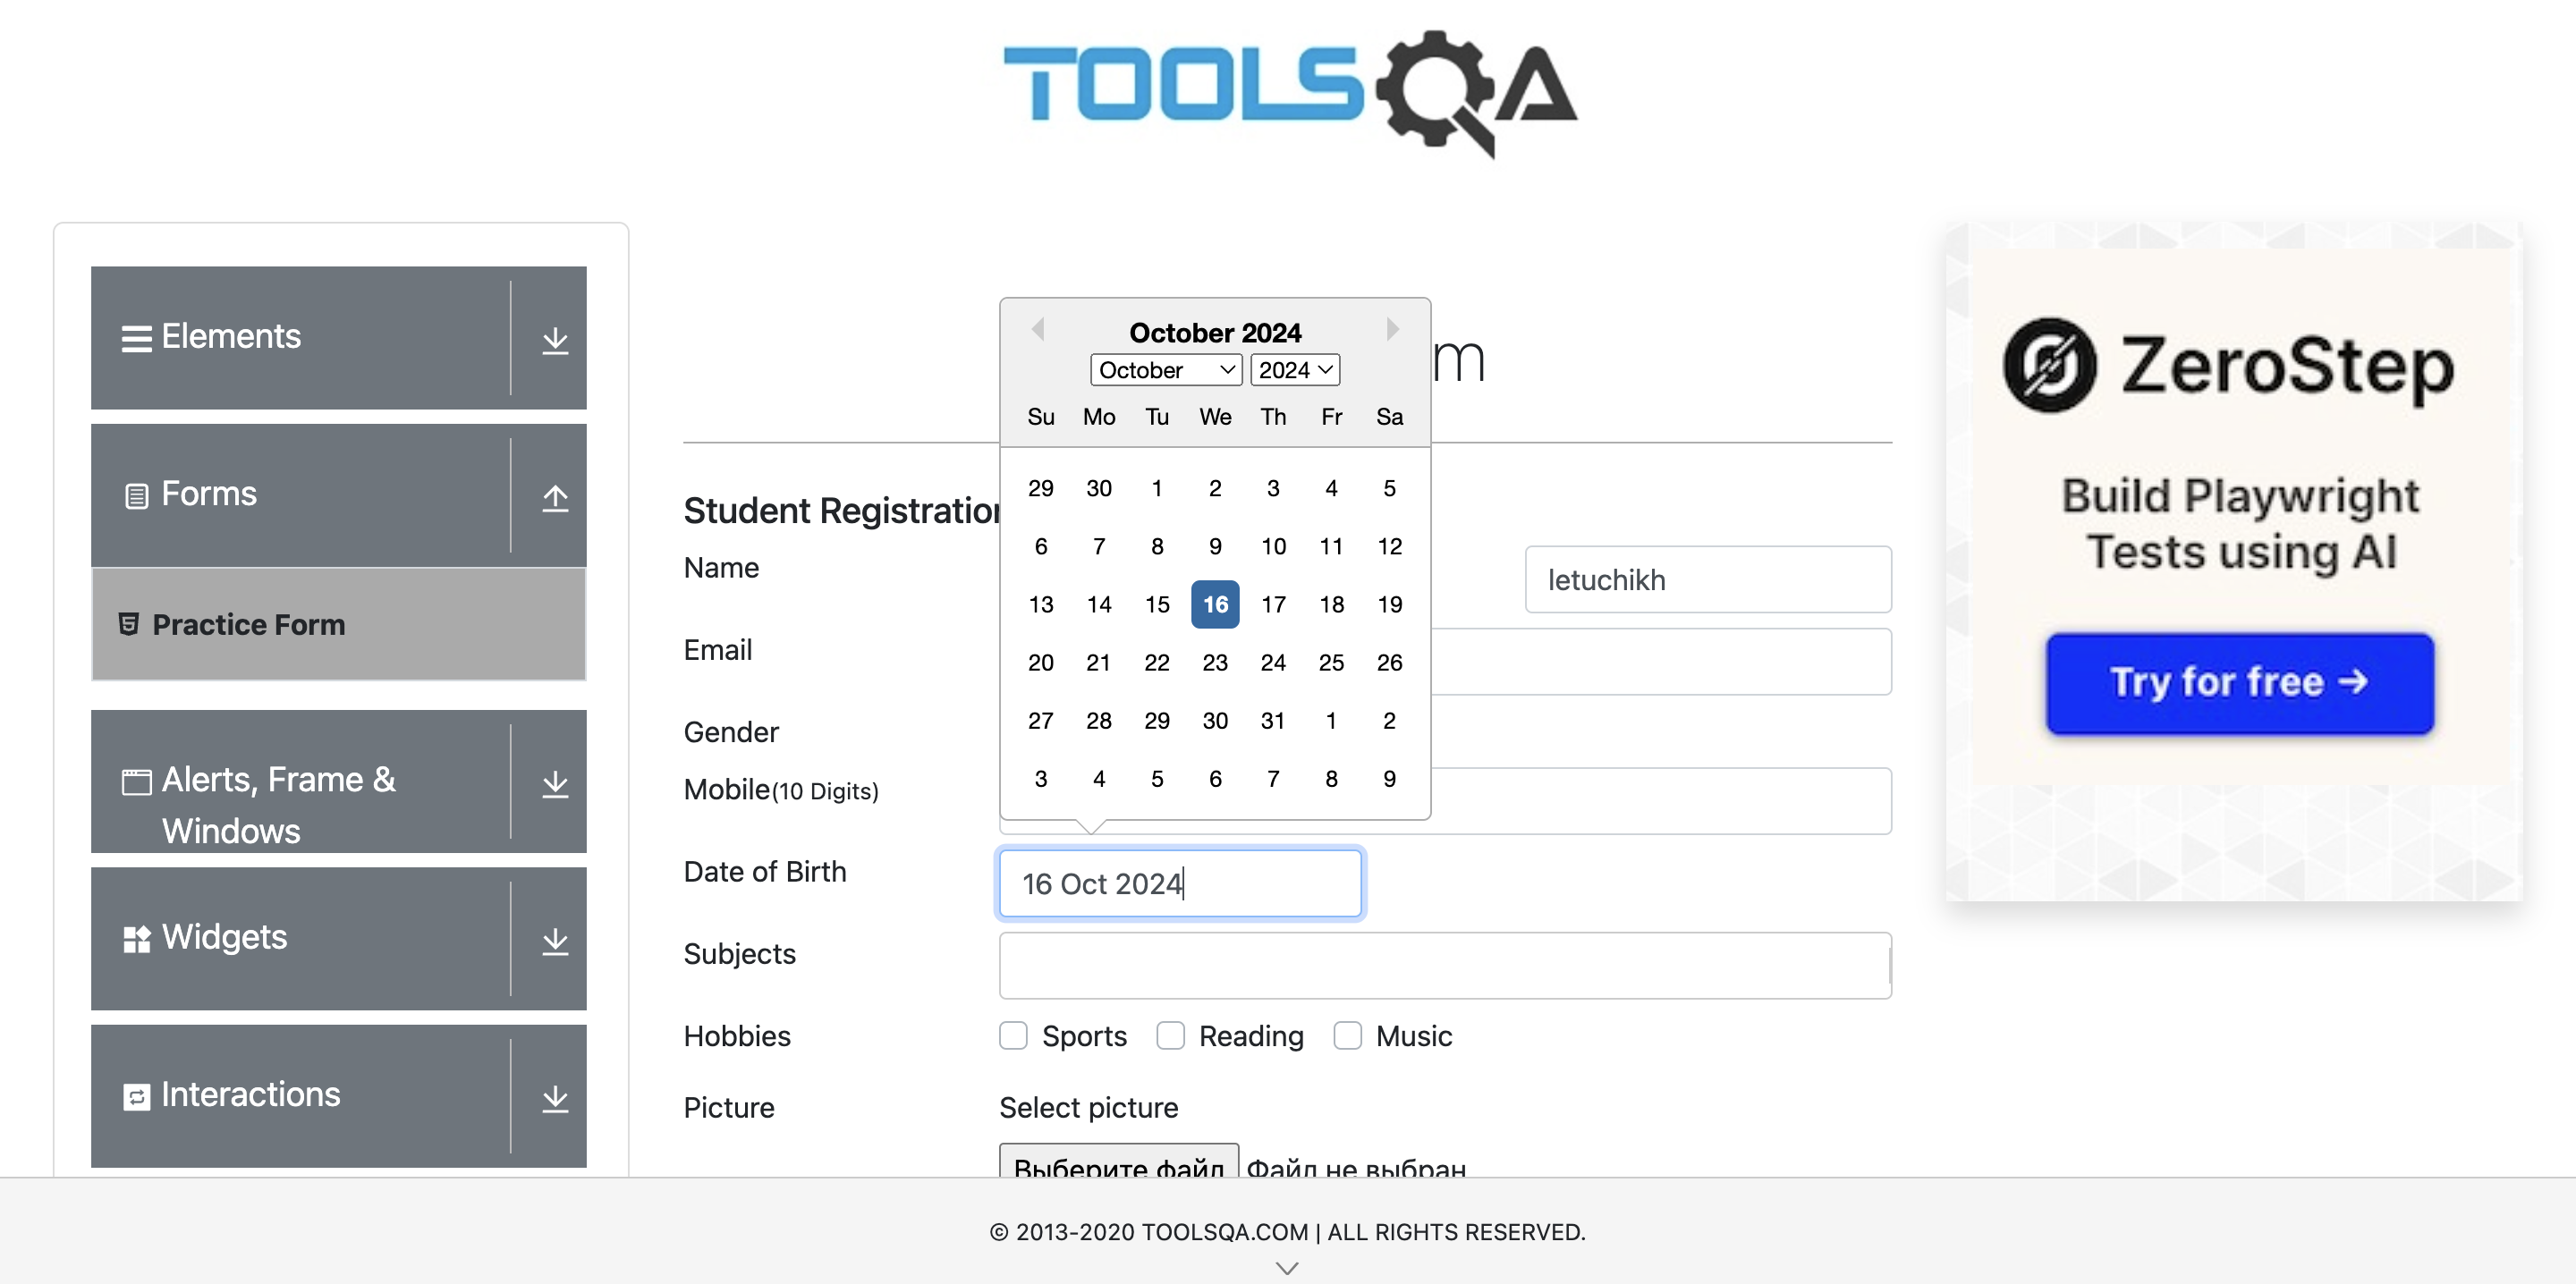 TOOLSQA
Elements
Forms
Practice Form
Alerts, Frame &
Windows
Widgets
Interactions
m
Student Registration
Name
letuchikh
Email
Gender
Mobile(10 Digits)
Date of Birth
16 Oct 2024
Subjects
Hobbies
Sports Reading Music
Picture
Select picture
Выберите файл Файл не выбран
October 2024
October 2024
Su Mo Tu We Th Fr Sa
29 30 1 2 3 4 5
6 7 8 9 10 11 12
13 14 15 16 17 18 19
20 21 22 23 24 25 26
27 28 29 30 31 1 2
3 4 5 6 7 8 9
ZeroStep
Build Playwright
Tests using AI
Try for free →
© 2013-2020 TOOLSQA.COM | ALL RIGHTS RESERVED.